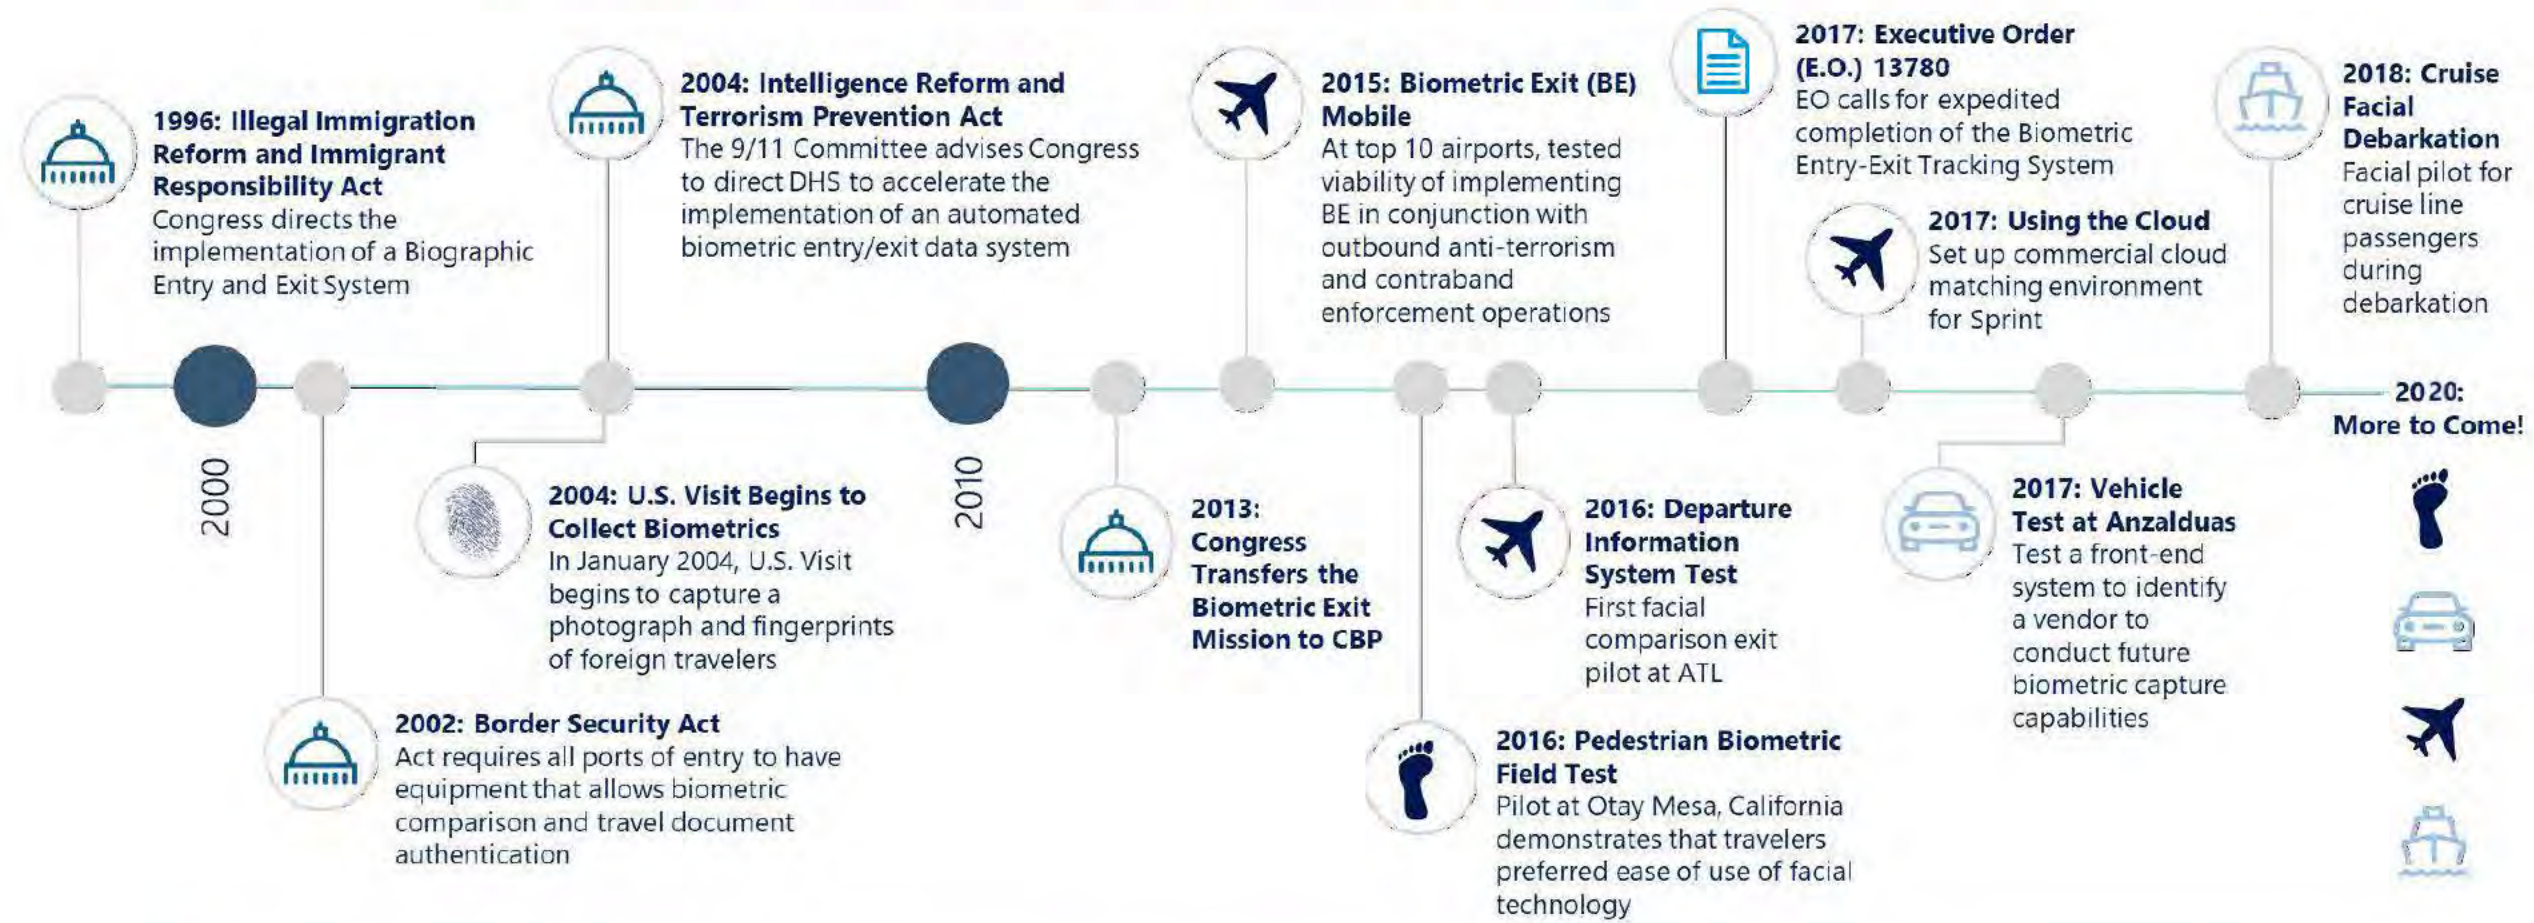 1996: Illegal Immigration
Reform and Immigrant
Responsibility Act
Congress directs the
implementation of a Biographic
Entry and Exit System
2000
2002: Border Security Act
Act requires all ports of entry to have
equipment that allows biometric
comparison and travel document
authentication
2004: Intelligence Reform and
Terrorism Prevention Act
The 9/11 Committee advises Congress
to direct DHS to accelerate the
implementation of an automated
biometric entry/exit data system
2004: U.S. Visit Begins to
Collect Biometrics
In January 2004, U.S. Visit
begins to capture a
photograph and fingerprints
of foreign travelers
2010
2013:
Congress
Transfers the
Biometric Exit
Mission to CBP
2015: Biometric Exit (BE)
Mobile
At top 10 airports, tested
viability of implementing
BE in conjunction with
outbound anti-terrorism
and contraband
enforcement operations
2016: Pedestrian Biometric
Field Test
Pilot at Otay Mesa, California
demonstrates that travelers
preferred ease of use of facial
technology
2016: Departure
Information
System Test
First facial
comparison exit
pilot at ATL
2017: Executive Order
(E.O.) 13780
EO calls for expedited
completion of the Biometric
Entry-Exit Tracking System
2017: Using the Cloud
Set up commercial cloud
matching environment
for Sprint
2017: Vehicle
Test at Anzalduas
Test a front-end
system to identify
a vendor to
conduct future
biometric capture
capabilities
2018: Cruise
Facial
Debarkation
Facial pilot for
cruise line
passengers
during
debarkation
2020:
More to Come!